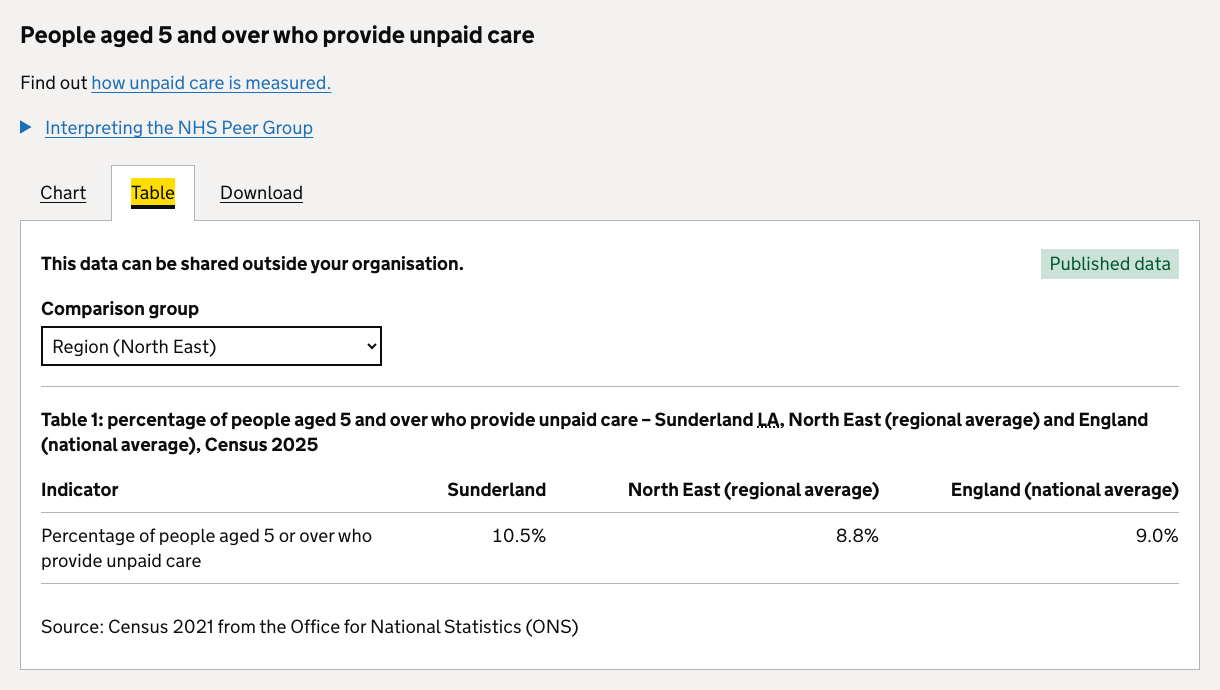 People aged 5 and over who provide unpaid care
Find out how unpaid care is measured.
Interpreting the NHS Peer Group
Chart Table Download
This data can be shared outside your organisation. Published data
Comparison group
Region (North East)
Table 1: percentage of people aged 5 and over who provide unpaid care – Sunderland LA, North East (regional average) and England
(national average), Census 2025
Indicator Sunderland North East (regional average) England (national average)
Percentage of people aged 5 or over who 10.5% 8.8% 9.0%
provide unpaid care
Source: Census 2021 from the Office for National Statistics (ONS)